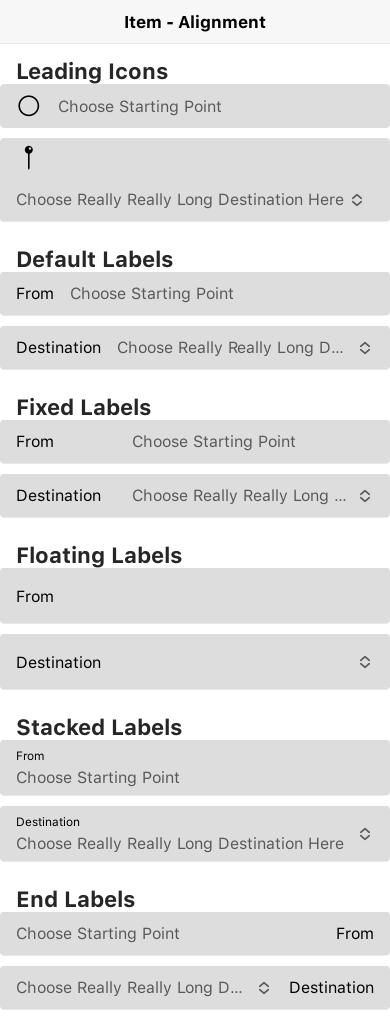 Item - Alignment
Leading Icons
Choose Starting Point
Choose Really Really Long Destination Here
Default Labels
From Choose Starting Point
Destination Choose Really Really Long D...
Fixed Labels
From Choose Starting Point
Destination Choose Really Really Long ...
Floating Labels
From
Destination
Stacked Labels
From
Choose Starting Point
Destination
Choose Really Really Long Destination Here
End Labels
Choose Starting Point From
Choose Really Really Long D... Destination